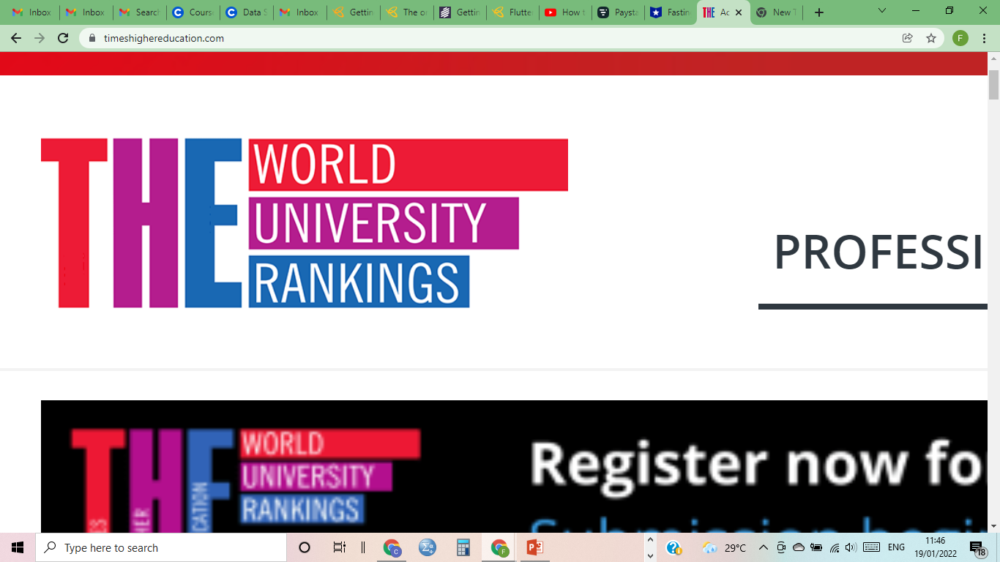 Inbox Inbox Search Cours Data S Inbox Gettin The o Gettin Flutte How t Paysta Fastin Ac New T
timeshighereducation.com F
THE WORLD
UNIVERSITY
RANKINGS
PROFESSI
THE WORLD
UNIVERSITY
RANKINGS
Register now fo
Type here to search
29°C ENG 11:46
19/01/2022 18